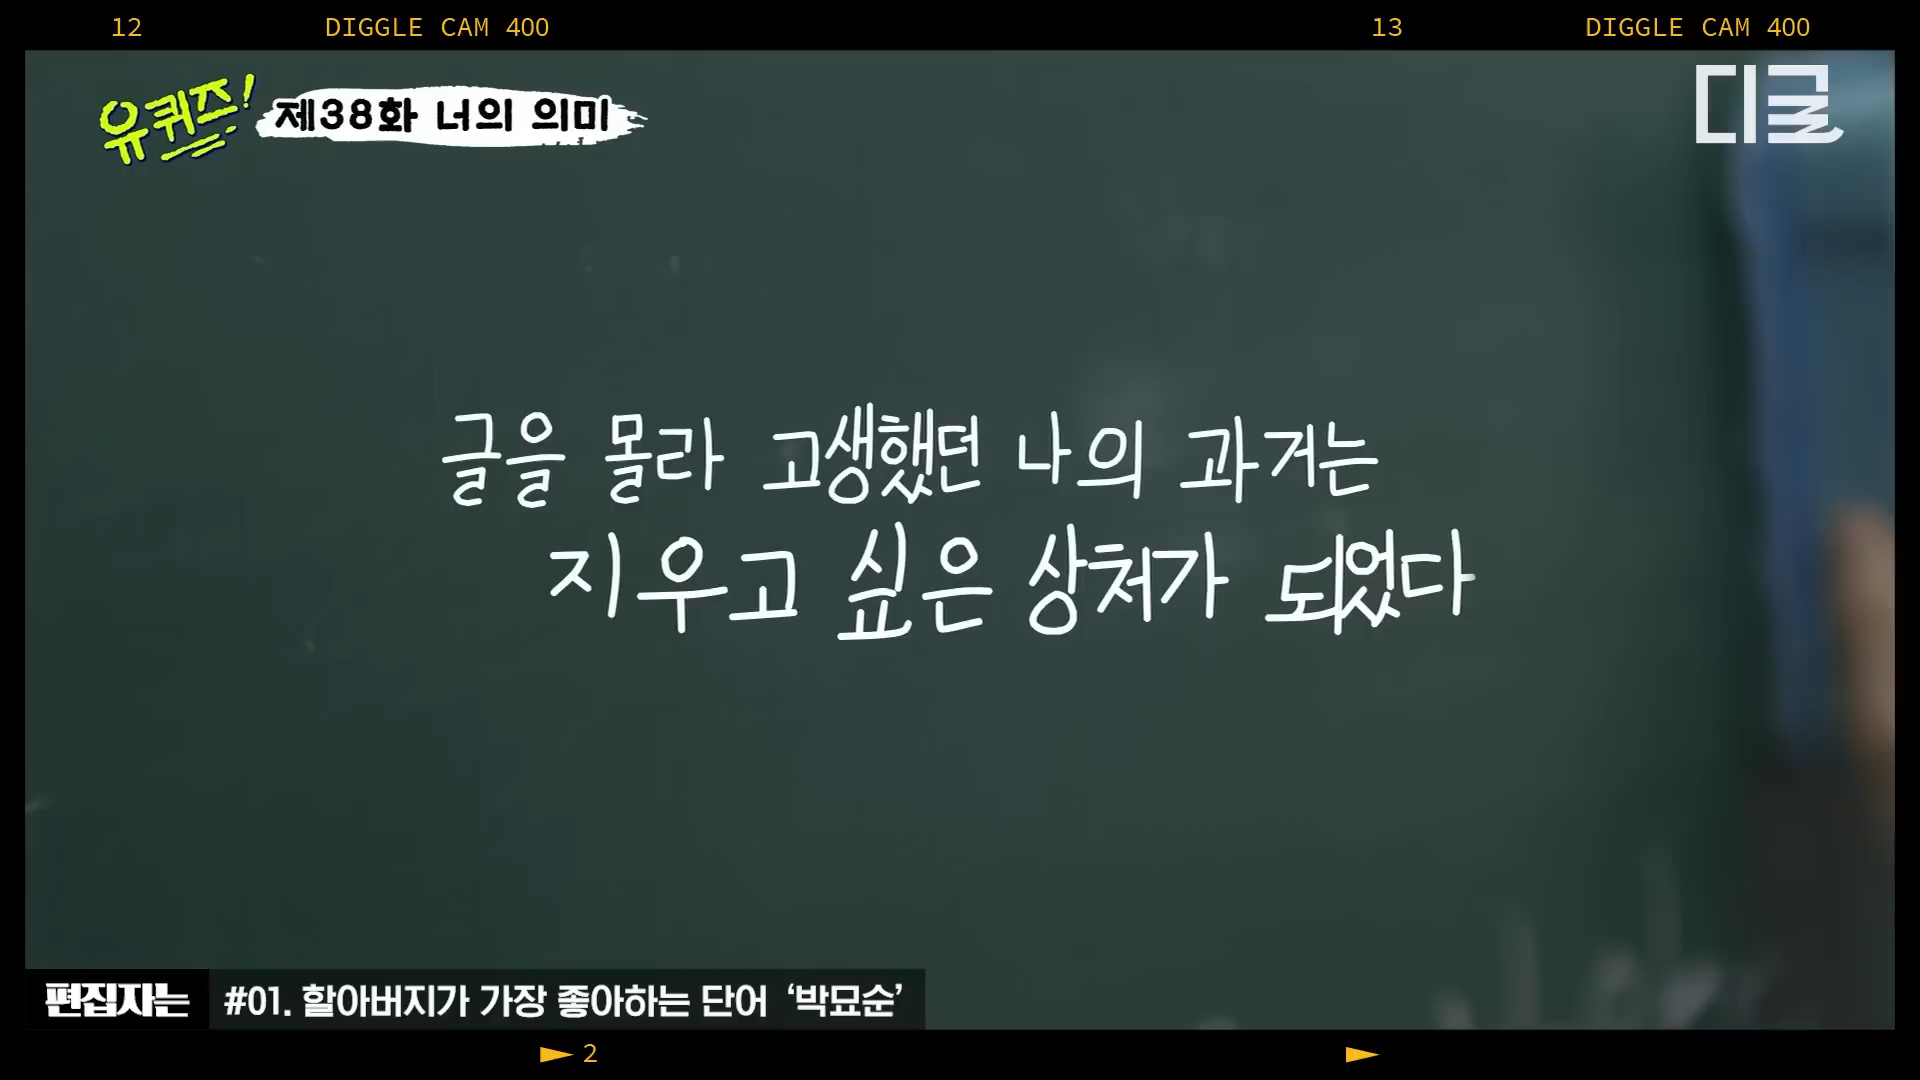 12 DIGGLE CAM 400 13 DIGGLE CAM 400
유퀴즈! 제38화 너의 의미
디글
글을 몰라 고생했던 나의 과거는
지우고 싶은 상처가 되었다
편집자는 #01. 할아버지가 가장 좋아하는 단어 ‘박묘순’
2